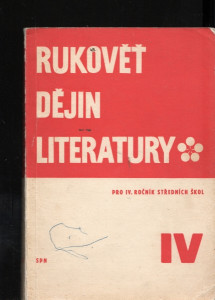 RUKOVĚŤ
DĚJIN
LITERATURY
PRO IV. ROČNÍK STŘEDNÍCH ŠKOL
SPN
IV